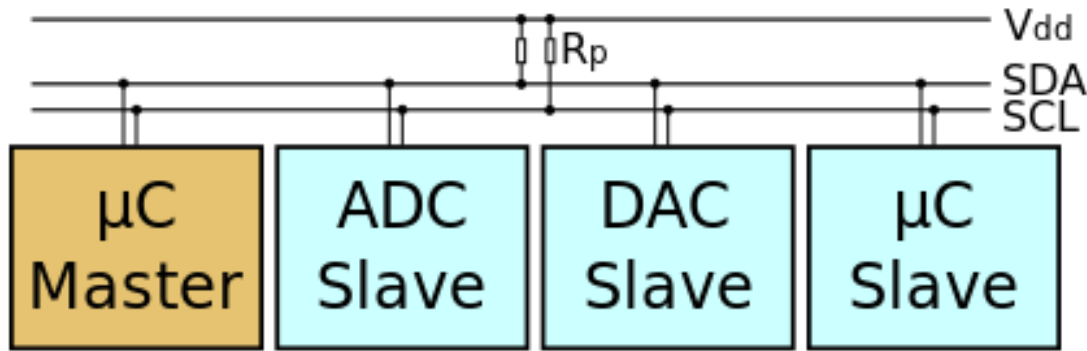 Vdd
Rp
SDA
SCL
µC
Master
ADC
Slave
DAC
Slave
µC
Slave